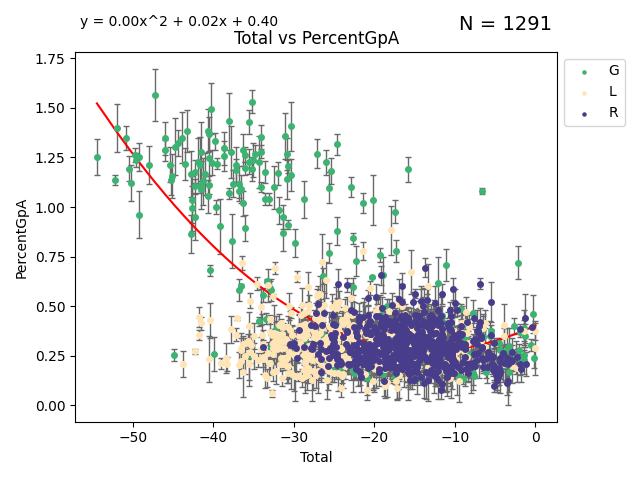 y = 0.00x^2 + 0.02x + 0.40
N = 1291
Total vs PercentGpA
G
L
R
1.75
1.50
1.25
1.00
0.75
0.50
0.25
0.00
PercentGpA
−50
−40
−30
−20
−10
0
Total